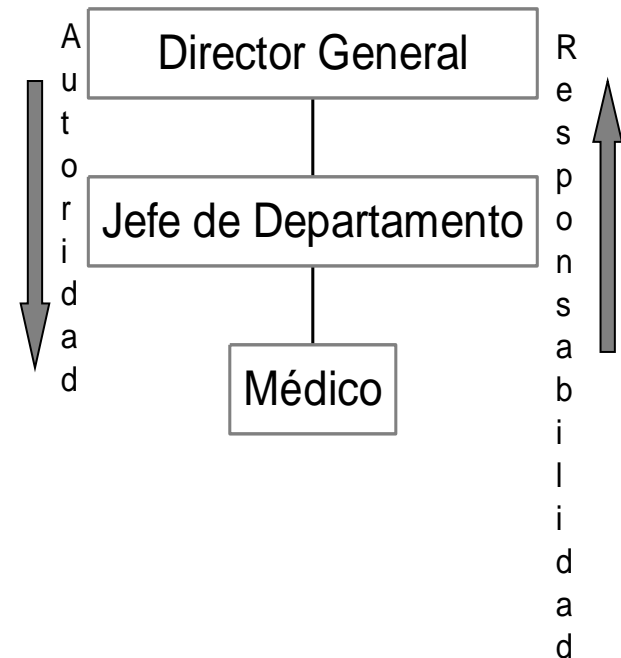 Autoridad
Director General
Jefe de Departamento
Médico
Responsabilidad